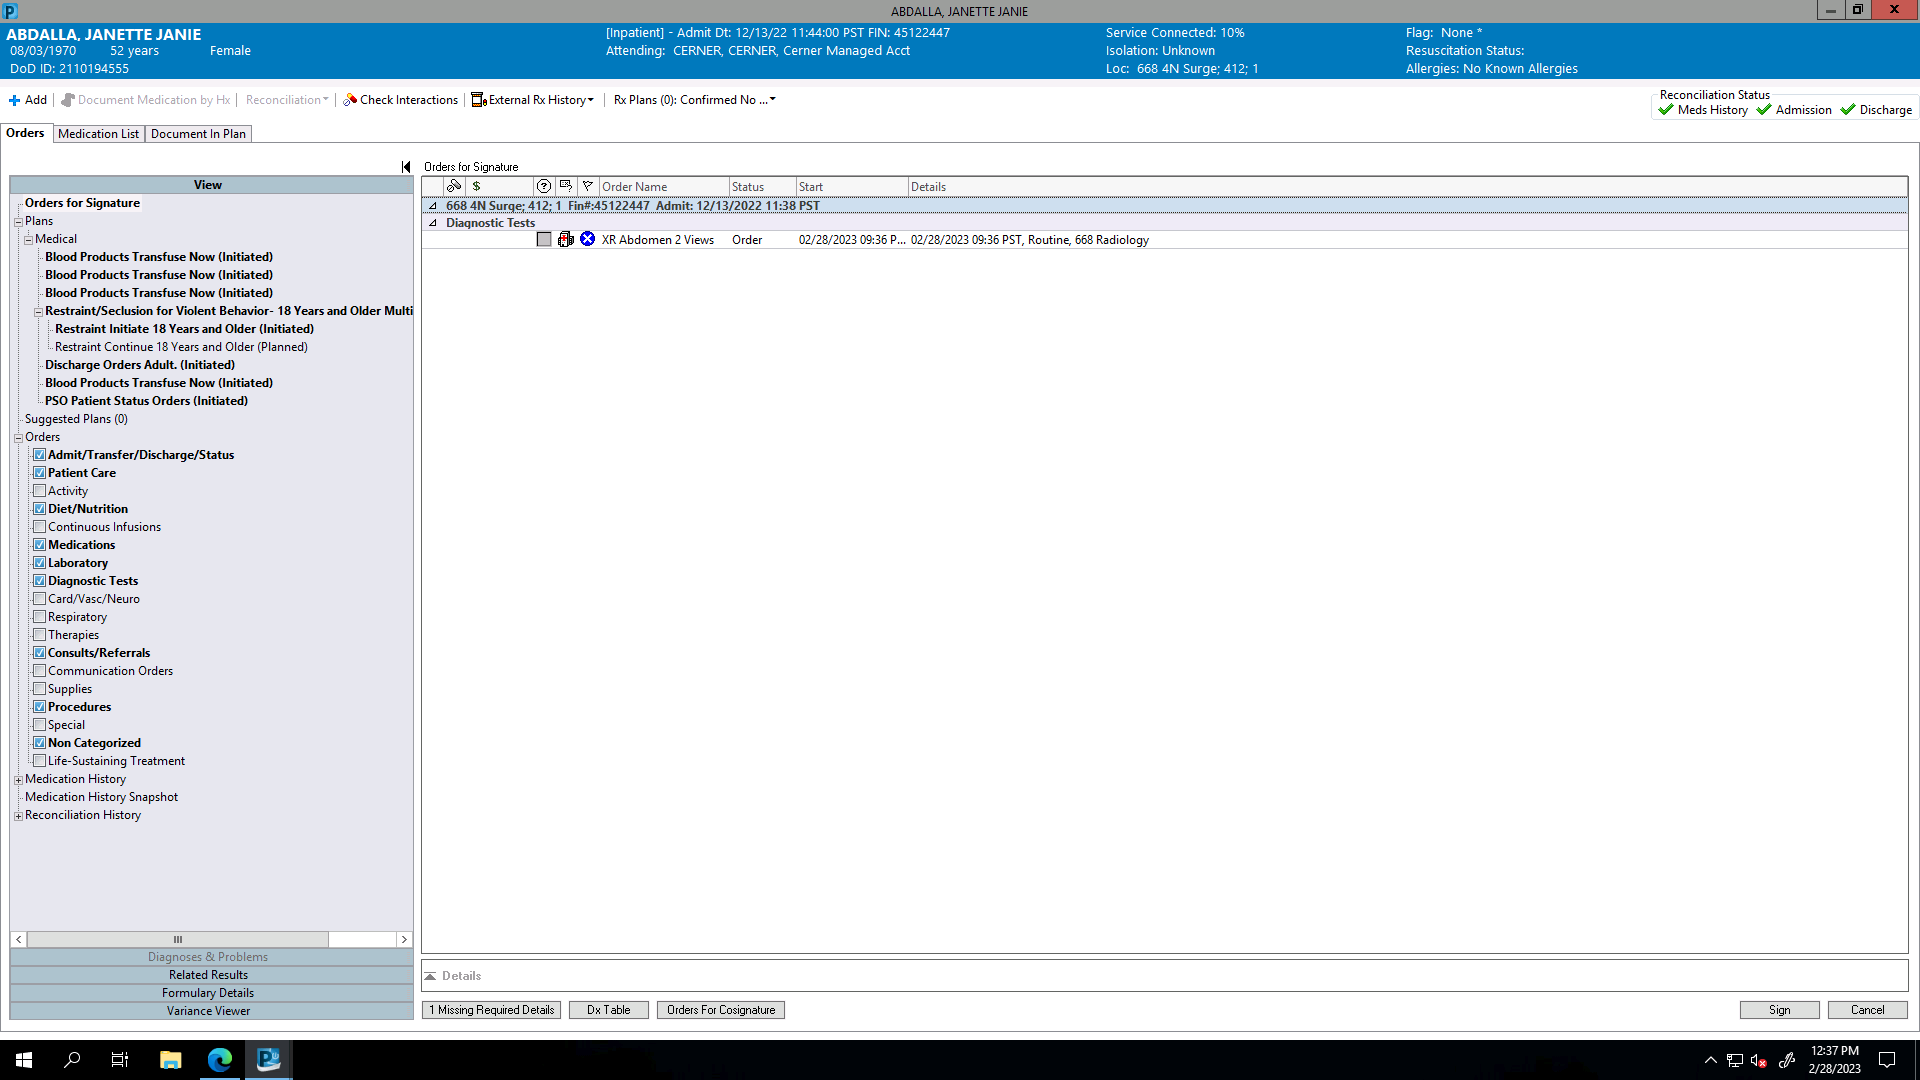 ABDALLA, JANETTE JANIE
ABDALLA, JANETTE JANIE
08/03/1970 52 years Female
DoD ID: 2110194555
[Inpatient] - Admit Dt: 12/13/22 11:44:00 PST FIN: 45122447
Attending: CERNER, CERNER, Cerner Managed Acct
Service Connected: 10%
Isolation: Unknown
Loc: 668 4N Surge; 412; 1
Flag: None *
Resuscitation Status:
Allergies: No Known Allergies
Add Document Medication by Hx Reconciliation Check Interactions External Rx History Rx Plans (0): Confirmed No ...
Reconciliation Status
Meds History Admission Discharge
Orders Medication List Document In Plan
View
Orders for Signature
Plans
Medical
Blood Products Transfuse Now (Initiated)
Blood Products Transfuse Now (Initiated)
Blood Products Transfuse Now (Initiated)
Restraint/Seclusion for Violent Behavior- 18 Years and Older Multi
Restraint Initiate 18 Years and Older (Initiated)
Restraint Continue 18 Years and Older (Planned)
Discharge Orders Adult. (Initiated)
Blood Products Transfuse Now (Initiated)
PSO Patient Status Orders (Initiated)
Suggested Plans (0)
Orders
Admit/Transfer/Discharge/Status
Patient Care
Activity
Diet/Nutrition
Continuous Infusions
Medications
Laboratory
Diagnostic Tests
Card/Vasc/Neuro
Respiratory
Therapies
Consults/Referrals
Communication Orders
Supplies
Procedures
Special
Non Categorized
Life-Sustaining Treatment
Medication History
Medication History Snapshot
Reconciliation History
Diagnoses & Problems
Related Results
Formulary Details
Variance Viewer
Orders for Signature
$ Order Name Status Start Details
668 4N Surge; 412; 1 Fin#:45122447 Admit: 12/13/2022 11:38 PST
Diagnostic Tests
XR Abdomen 2 Views Order 02/28/2023 09:36 P... 02/28/2023 09:36 PST, Routine, 668 Radiology
Details
1 Missing Required Details Dx Table Orders For Cosignature Sign Cancel
12:37 PM
2/28/2023